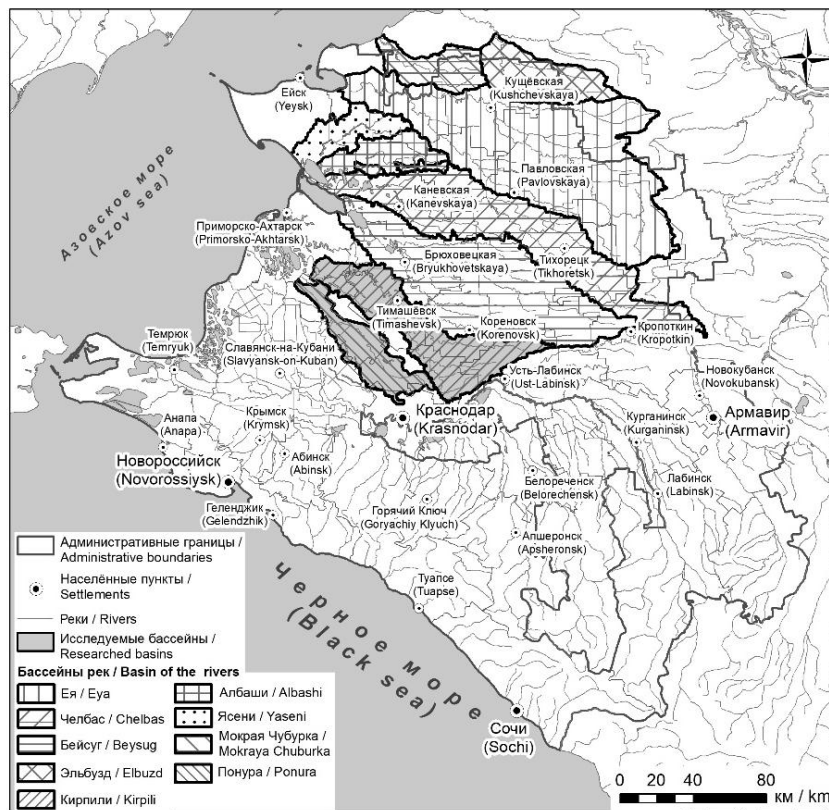 Ейск
(Yeysk)
Кущёвская
(Kushchevskaya)
Павловская
(Pavlovskaya)
Каневская
(Kanevskaya)
Азовское море
(Azov sea)
Приморско-Ахтарск
(Primorsko-Akhtarsk)
Брюховецкая
(Bryukhovetskaya)
Тихорецк
(Tikhoretsk)
Тимашёвск
(Timashevsk)
Кореновск
(Korenovsk)
Кропоткин
(Kropotkin)
Темрюк
(Temryuk)
Славянск-на-Кубани
(Slavyansk-on-Kuban)
Усть-Лабинск
(Ust-Labinsk)
Новокубанск
(Novokubansk)
Анапа
(Anapa)
Крымск
(Krymsk)
Краснодар
(Krasnodar)
Курганинск
(Kurganinsk)
Армавир
(Armavir)
Абинск
(Abinsk)
Новороссийск
(Novorossiysk)
Белореченск
(Belorechensk)
Лабинск
(Labinsk)
Геленджик
(Gelendzhik)
Горячий Ключ
(Goryachiy Klyuch)
Апшеронск
(Apsheronsk)
Туапсе
(Tuapse)
Черное море
(Black sea)
Сочи
(Sochi)
Административные границы /
Administrative boundaries
Населённые пункты /
Settlements
Реки / Rivers
Исследуемые бассейны /
Researched basins
Бассейны рек / Basin of the rivers
Ея / Eya
Челбас / Chelbas
Бейсуг / Beysug
Эльбузд / Elbuzd
Кирпили / Kirpili
Албаши / Albashi
Ясени / Yaseni
Мокрая Чубурка /
Mokraya Chuburka
Понура / Ponura
0 20 40 80
км / km